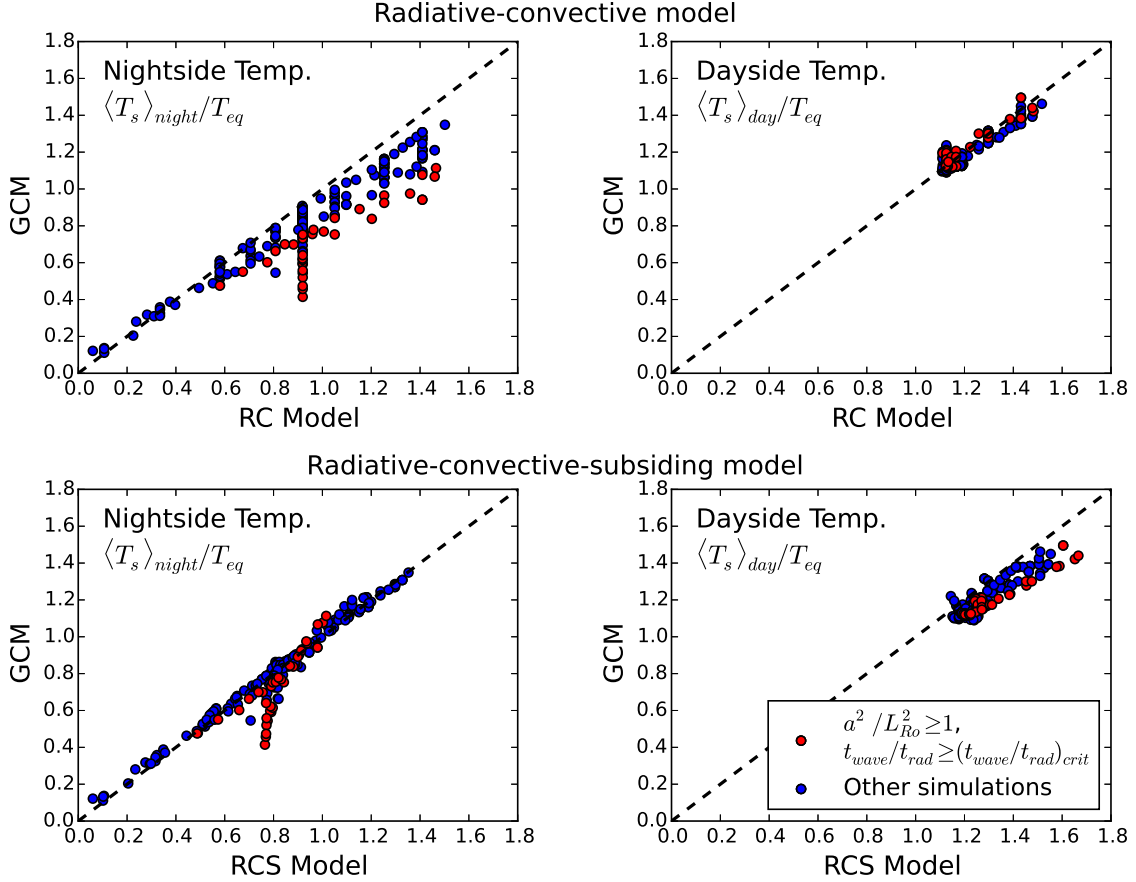 Radiative-convective model
1.8
1.6
1.4
1.2
1.0
0.8
0.6
0.4
0.2
0.0
GCM
Nightside Temp.
⟨T_s⟩_night/T_eq
0.0 0.2 0.4 0.6 0.8 1.0 1.2 1.4 1.6 1.8
RC Model
1.8
1.6
1.4
1.2
1.0
0.8
0.6
0.4
0.2
0.0
GCM
Dayside Temp.
⟨T_s⟩_day/T_eq
0.0 0.2 0.4 0.6 0.8 1.0 1.2 1.4 1.6 1.8
RC Model
Radiative-convective-subsiding model
1.8
1.6
1.4
1.2
1.0
0.8
0.6
0.4
0.2
0.0
GCM
Nightside Temp.
⟨T_s⟩_night/T_eq
0.0 0.2 0.4 0.6 0.8 1.0 1.2 1.4 1.6 1.8
RCS Model
1.8
1.6
1.4
1.2
1.0
0.8
0.6
0.4
0.2
0.0
GCM
Dayside Temp.
⟨T_s⟩_day/T_eq
a²/L²_Ro ≥1,
t_wave/t_rad ≥(t_wave/t_rad)_crit
Other simulations
0.0 0.2 0.4 0.6 0.8 1.0 1.2 1.4 1.6 1.8
RCS Model